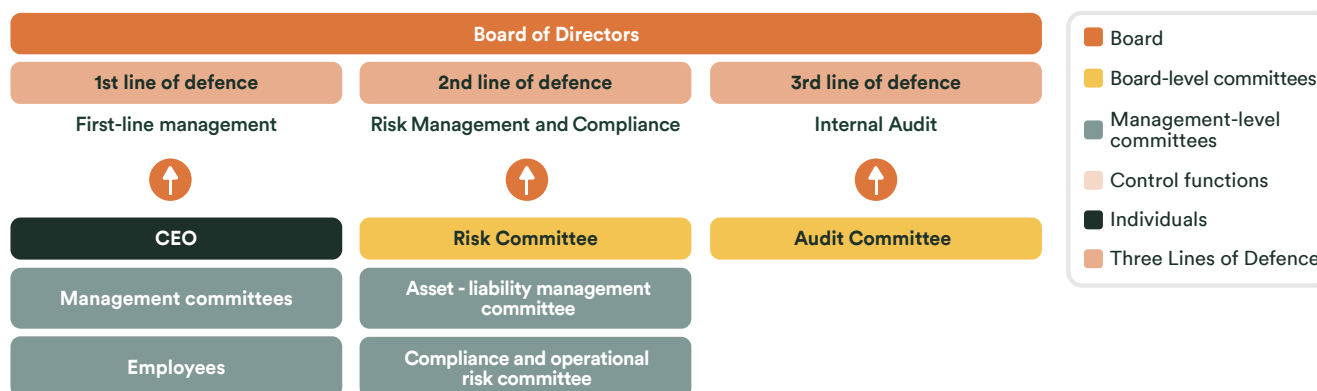 Board of Directors
1st line of defence
2nd line of defence
3rd line of defence
First-line management
Risk Management and Compliance
Internal Audit
CEO
Risk Committee
Audit Committee
Management committees
Asset - liability management
committee
Employees
Compliance and operational
risk committee
Board
Board-level committees
Management-level
committees
Control functions
Individuals
Three Lines of Defence